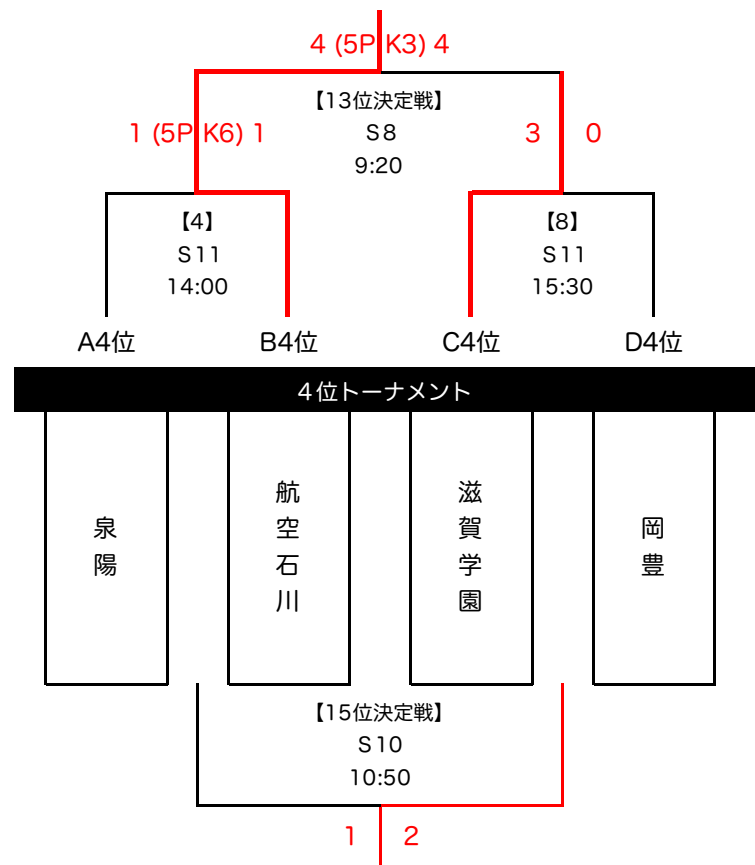 4 (5PK3) 4
【13位決定戦】
S8
9:20
1 (5PK6) 1
3 0
【4】
S11
14:00
【8】
S11
15:30
A4位 B4位 C4位 D4位
4位トーナメント
泉陽
航空石川
滋賀学園
岡豊
【15位決定戦】
S10
10:50
1 2